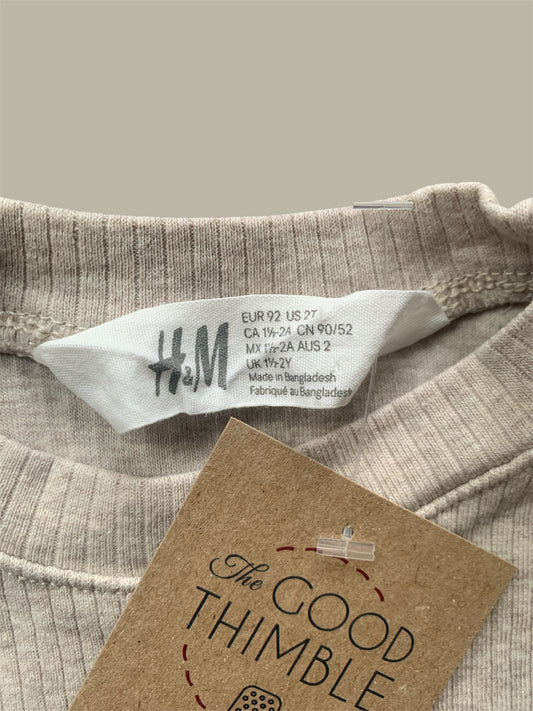 H&M
EUR 92 US 2T
CA 1½-2A CN 90/52
MX 1½-2A AUS 2
UK 1½-2Y
Made in Bangladesh
Fabriqué au Bangladesh
The GOOD
THIMBLE